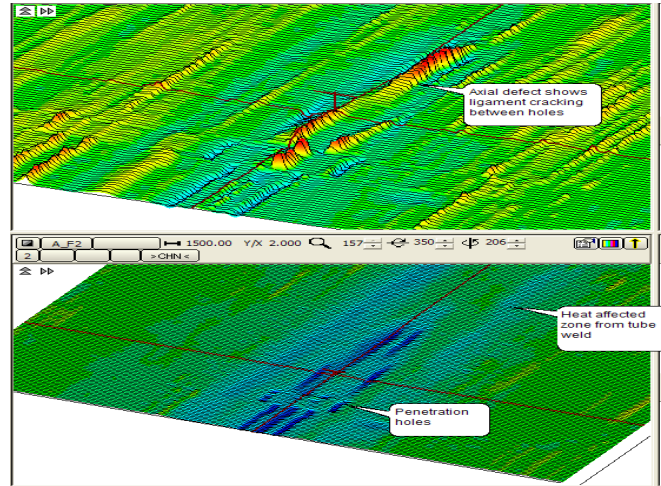 Axial defect shows
ligament cracking
between holes
A_F2 1500.00 Y/X 2.000 157 350 206
2 >CHN<
Heat affected
zone from tube
weld
Penetration
holes